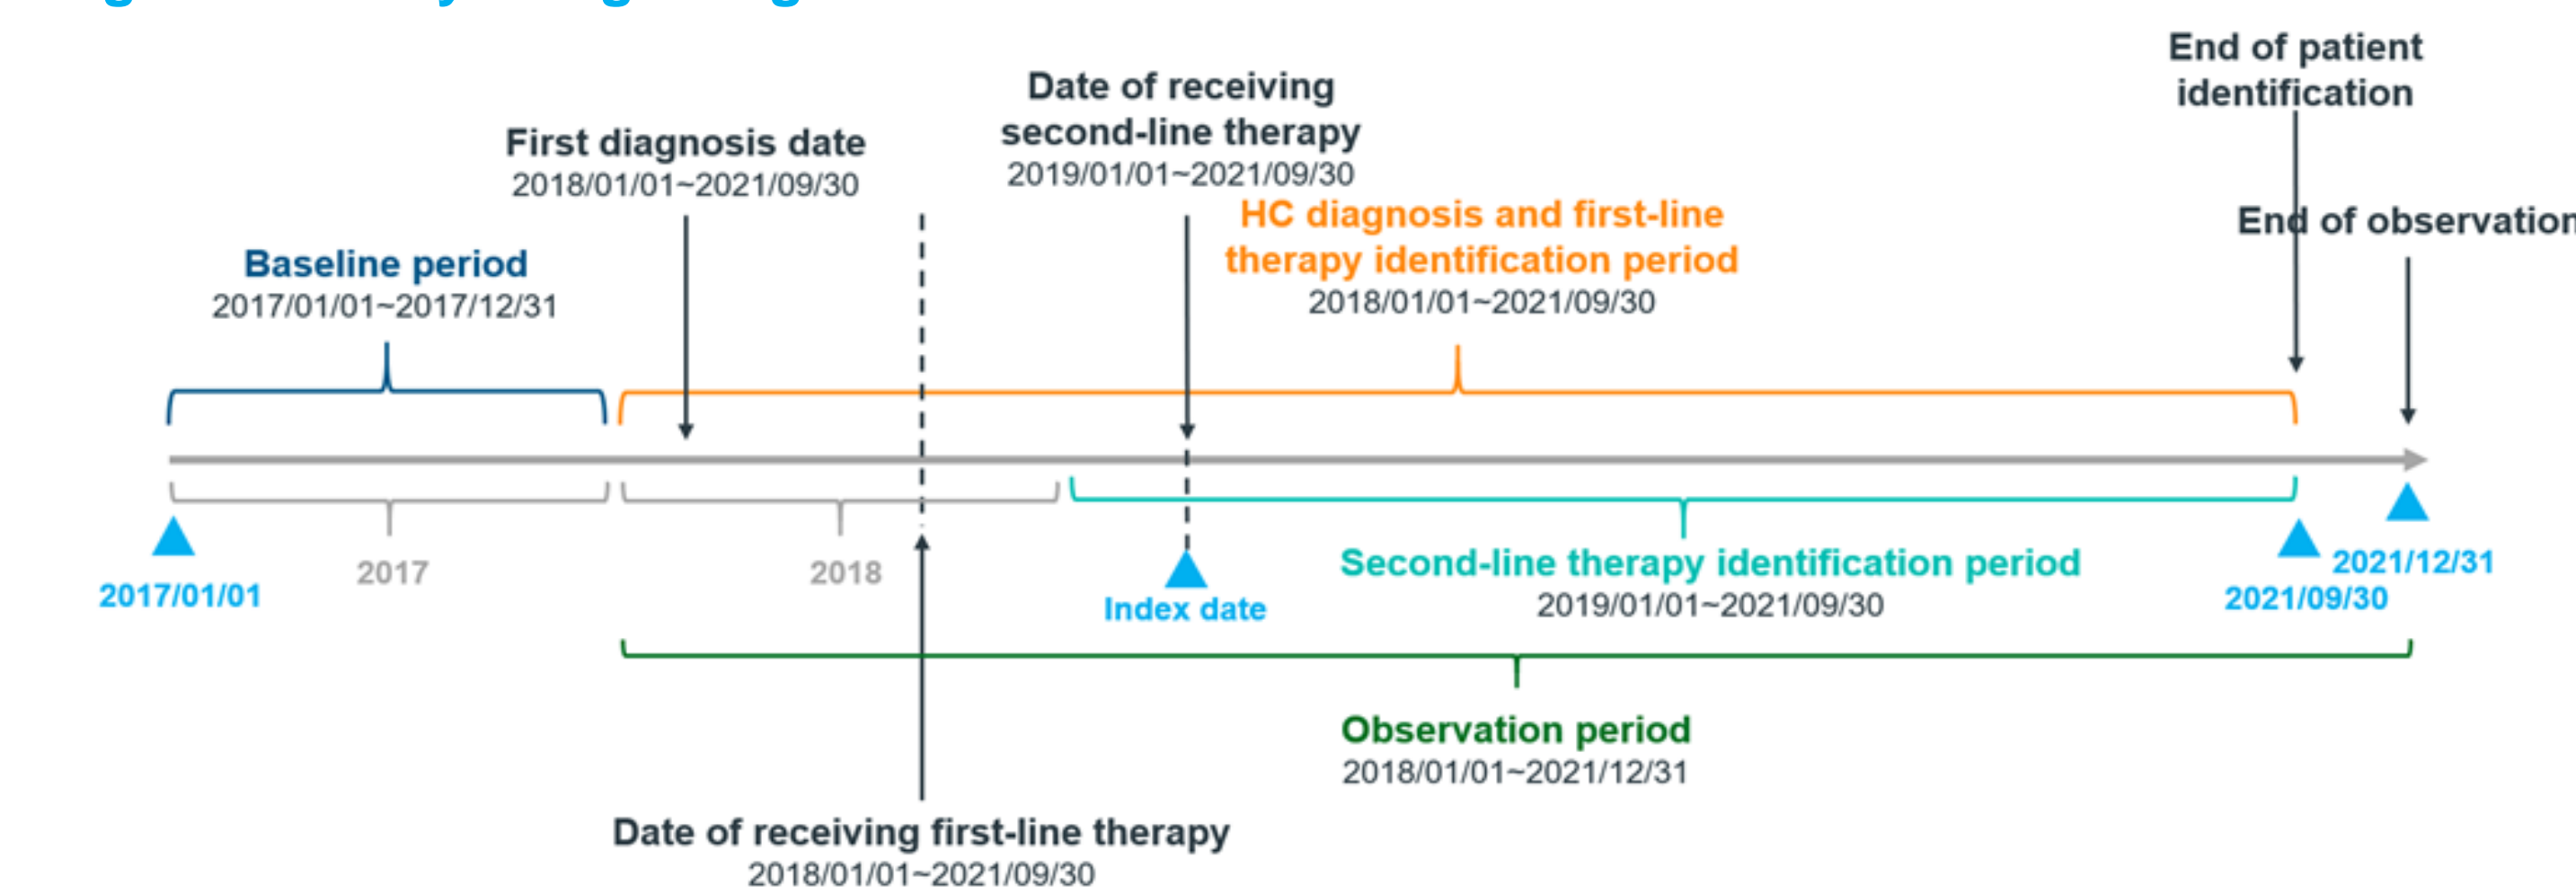 End of patient
identification
Date of receiving
second-line therapy
2019/01/01~2021/09/30
First diagnosis date
2018/01/01~2021/09/30
HC diagnosis and first-line
therapy identification period
2018/01/01~2021/09/30
End of observation
Baseline period
2017/01/01~2017/12/31
2017/01/01
2017
2018
Index date
Second-line therapy identification period
2019/01/01~2021/09/30
2021/12/31
2021/09/30
Observation period
2018/01/01~2021/12/31
Date of receiving first-line therapy
2018/01/01~2021/09/30